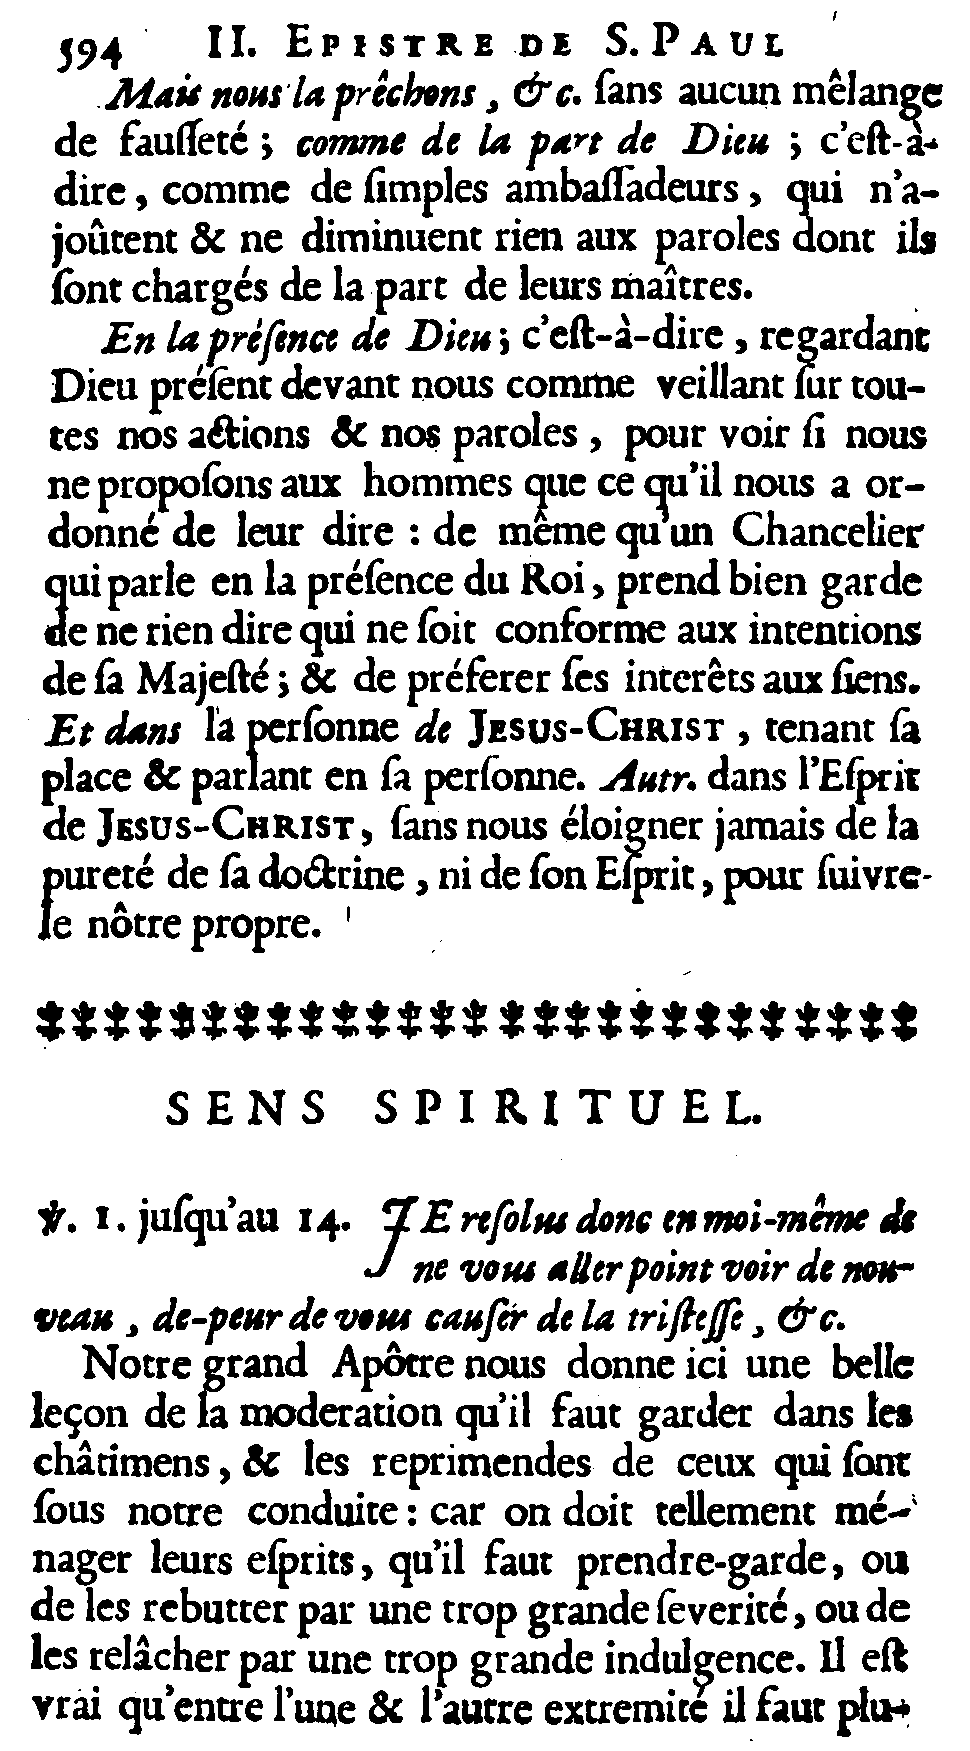 594 II. EPISTRE DE S. PAUL
Mais nous la prêchons, &c. ſans aucun mêlange
de fauſſeté ; comme de la part de Dieu ; c'eſt-à-
dire, comme de ſimples ambaſſadeurs, qui n'a-
joûtent & ne diminuent rien aux paroles dont ils
ſont chargés de la part de leurs maîtres.
En la préſence de Dieu ; c'eſt-à-dire, regardant
Dieu préſent devant nous comme veillant ſur tou-
tes nos actions & nos paroles, pour voir ſi nous
ne propoſons aux hommes que ce qu'il nous a or-
donné de leur dire : de même qu'un Chancelier
qui parle en la préſence du Roi, prend bien garde
de ne rien dire qui ne ſoit conforme aux intentions
de ſa Majeſté ; & de préferer ſes interêts aux ſiens.
Et dans la perſonne de JESUS-CHRIST, tenant ſa
place & parlant en ſa perſonne. Autr. dans l'Eſprit
de JESUS-CHRIST, ſans nous éloigner jamais de la
pureté de ſa doctrine, ni de ſon Eſprit, pour ſuivre
le nôtre propre.
SENS SPIRITUEL.
℣. 1. juſqu'au 14. JE reſolus donc en moi-même de
ne vous aller point voir de nou-
veau, de-peur de vous cauſer de la triſteſſe, &c.
Notre grand Apôtre nous donne ici une belle
leçon de la moderation qu'il faut garder dans les
châtimens, & les reprimendes de ceux qui ſont
ſous notre conduite : car on doit tellement mé-
nager leurs eſprits, qu'il faut prendre-garde, ou
de les rebutter par une trop grande ſeverité, ou de
les relâcher par une trop grande indulgence. Il eſt
vrai qu'entre l'une & l'autre extremité il faut plu-